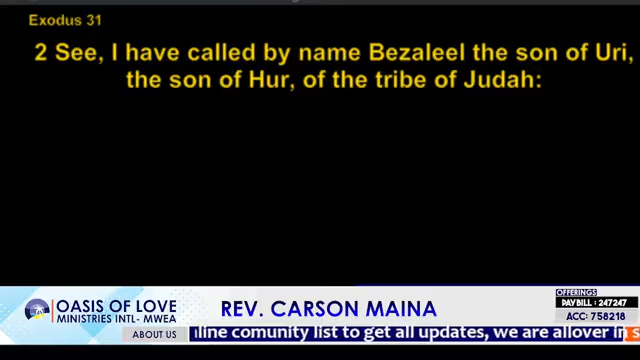 Exodus 31
2 See, I have called by name Bezaleel the son of Uri,
the son of Hur, of the tribe of Judah:
OASIS OF LOVE
MINISTRIES INTL- MWEA
REV. CARSON MAINA
OFFERINGS
PAYBILL : 247247
ACC: 758218
ABOUT US
line comunity list to get all updates, we are allover in s